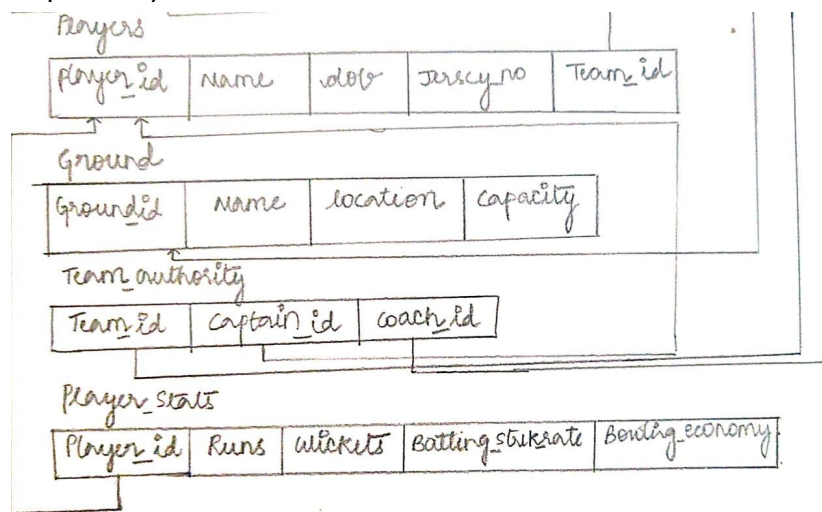 Players
Player_id Name dob Jersey_no Team_id
Ground
Groundid Name location capacity
Team_authority
Team_id Captain_id coach_id
Player_Stats
Player_id Runs Wickets Batting_strikrate Bowling_economy